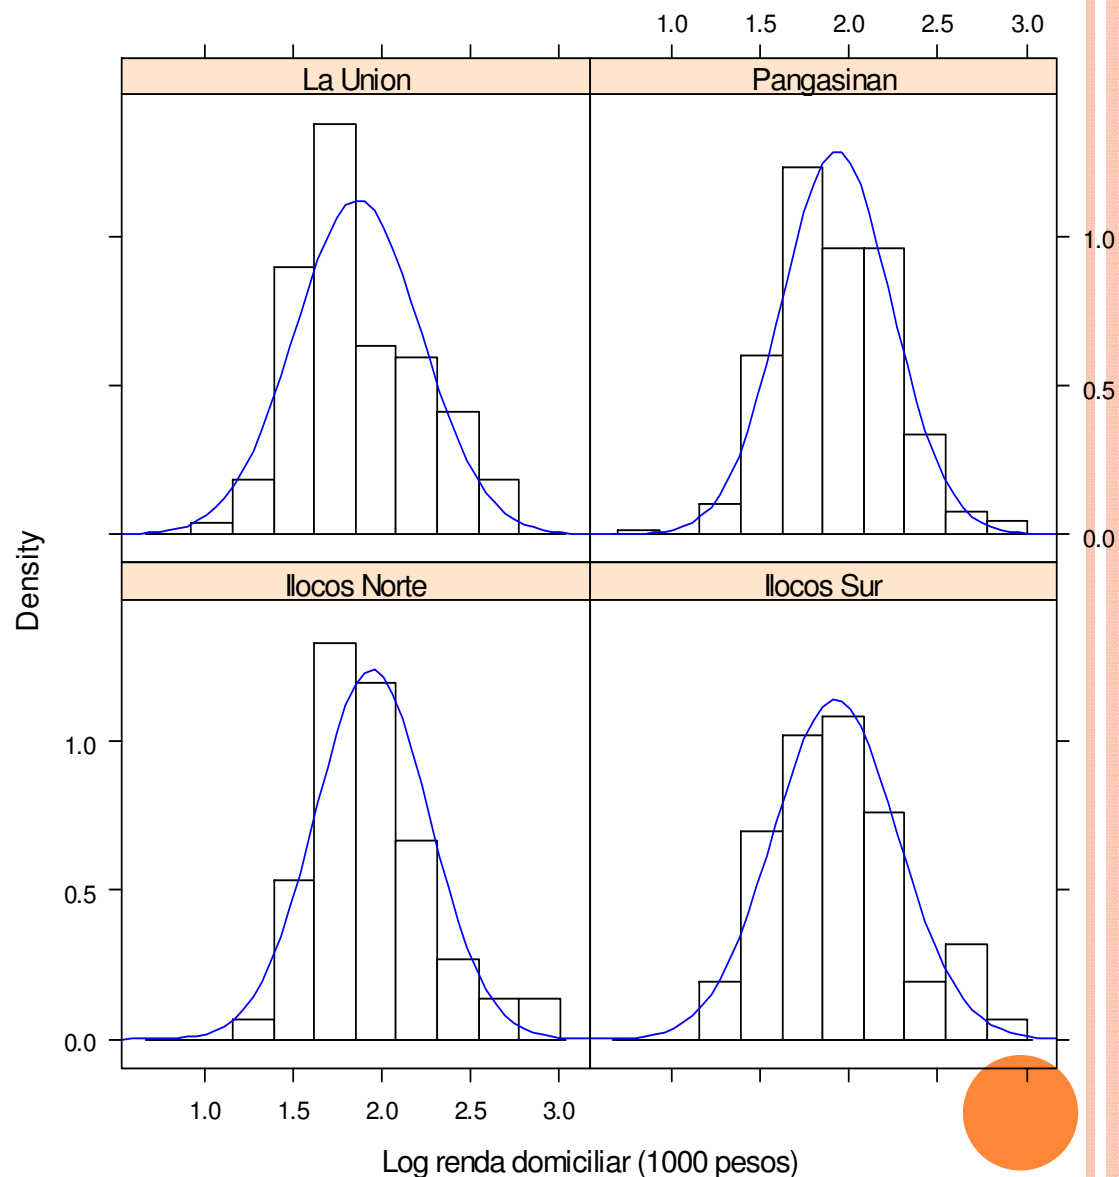 1.0 1.5 2.0 2.5 3.0
La Union Pangasinan
1.0
0.5
0.0
Density
Ilocos Norte Ilocos Sur
1.0
0.5
0.0
1.0 1.5 2.0 2.5 3.0
Log renda domiciliar (1000 pesos)